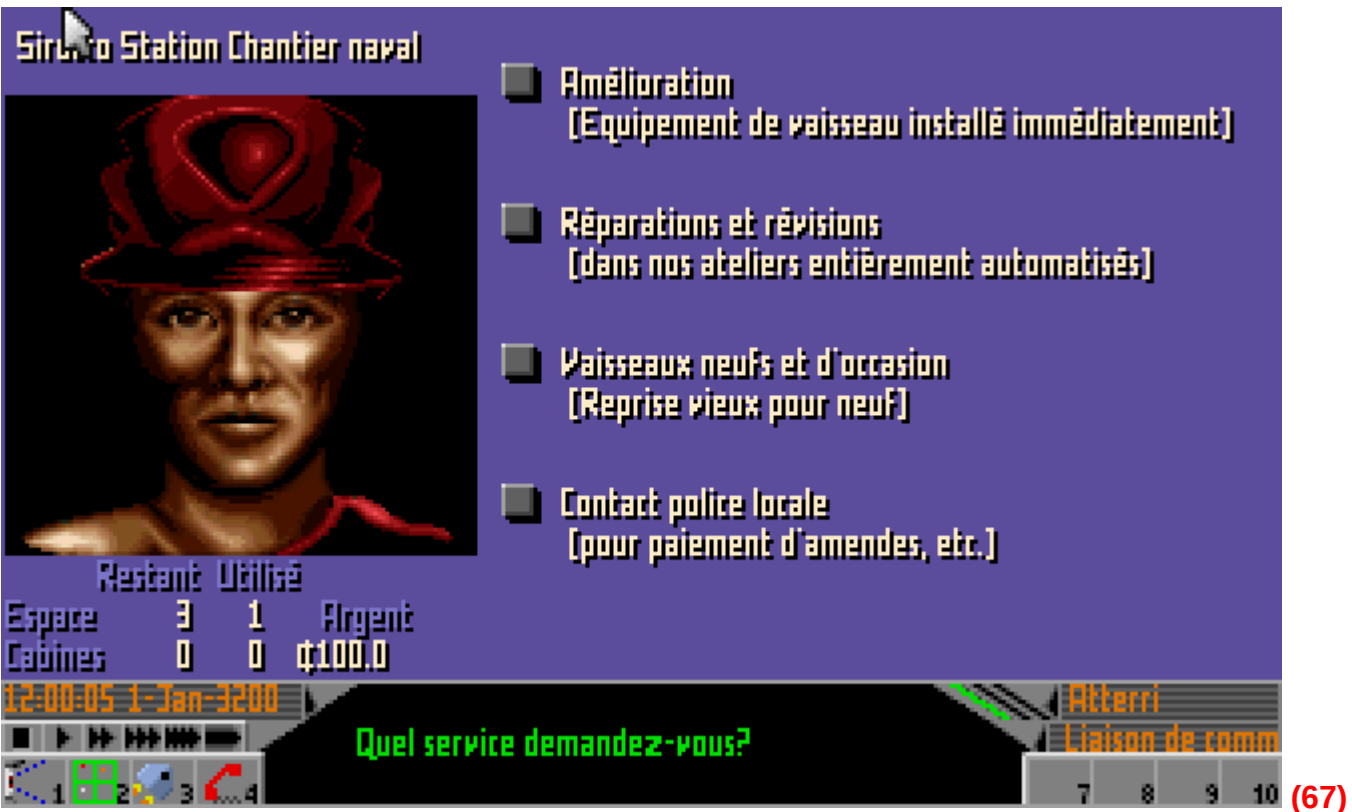 Station Chantier naval
Amélioration
[Equipement de vaisseau installé immédiatement]
Réparations et révisions
[dans nos ateliers entièrement automatisés]
Vaisseaux neufs et d'occasion
[Reprise vieux pour neuf]
Contact police locale
[pour paiement d'amendes, etc.]
Restant Utilisé
Espace 3 1 Argent
Cabines 0 0 ₵100.0
12:00:05 1-Jan-3200
Atterri
Quel service demandez-vous?
Liaison de comm
1 2 3 4 7 8 9 10
(67)